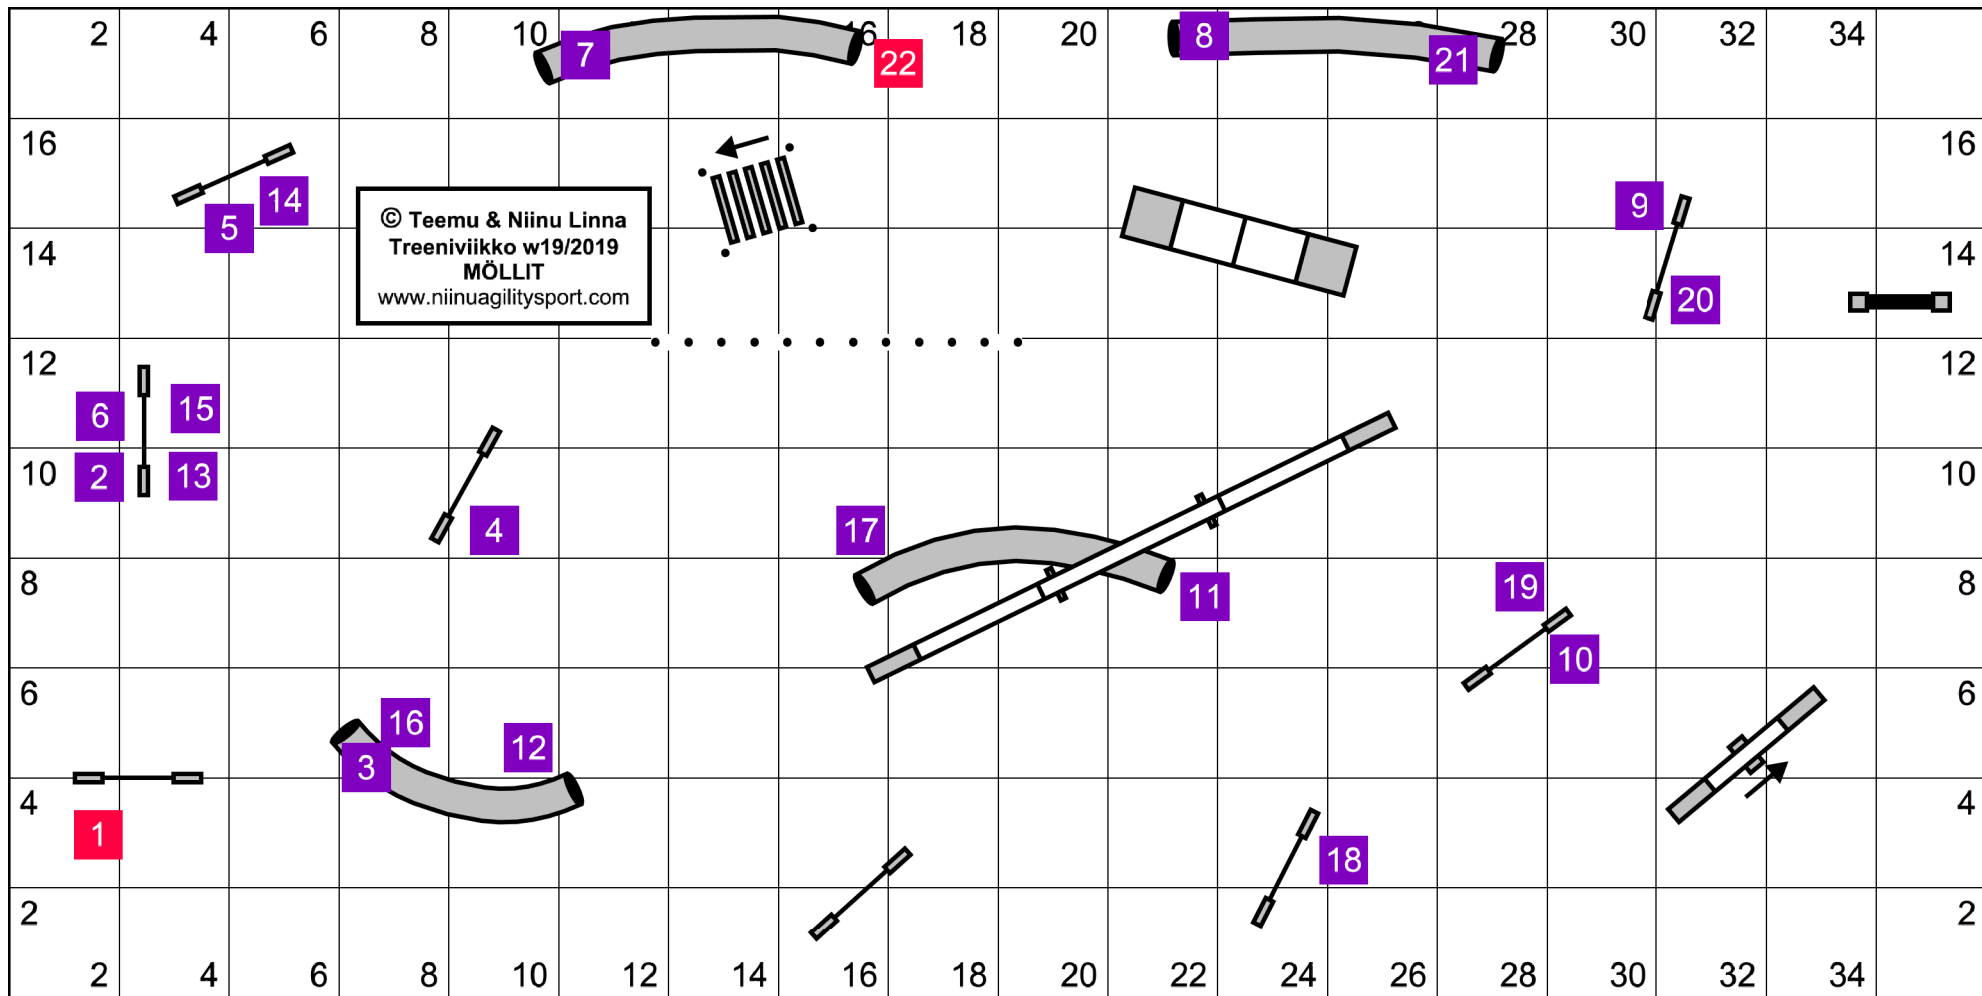 2 4 6 8 10 16 18 20 28 30 32 34
7 22 8 21
16 16
5 14 9
© Teemu & Niinu Linna
Treeniviikko w19/2019
MÖLLIT
www.niinuagilitysport.com
14 14
20
12 12
6 15
10 10
2 13
4 17
8 8
11 19 10
6 6
16 12 3
4 4
1 18
2 2
2 4 6 8 10 12 14 16 18 20 22 24 26 28 30 32 34